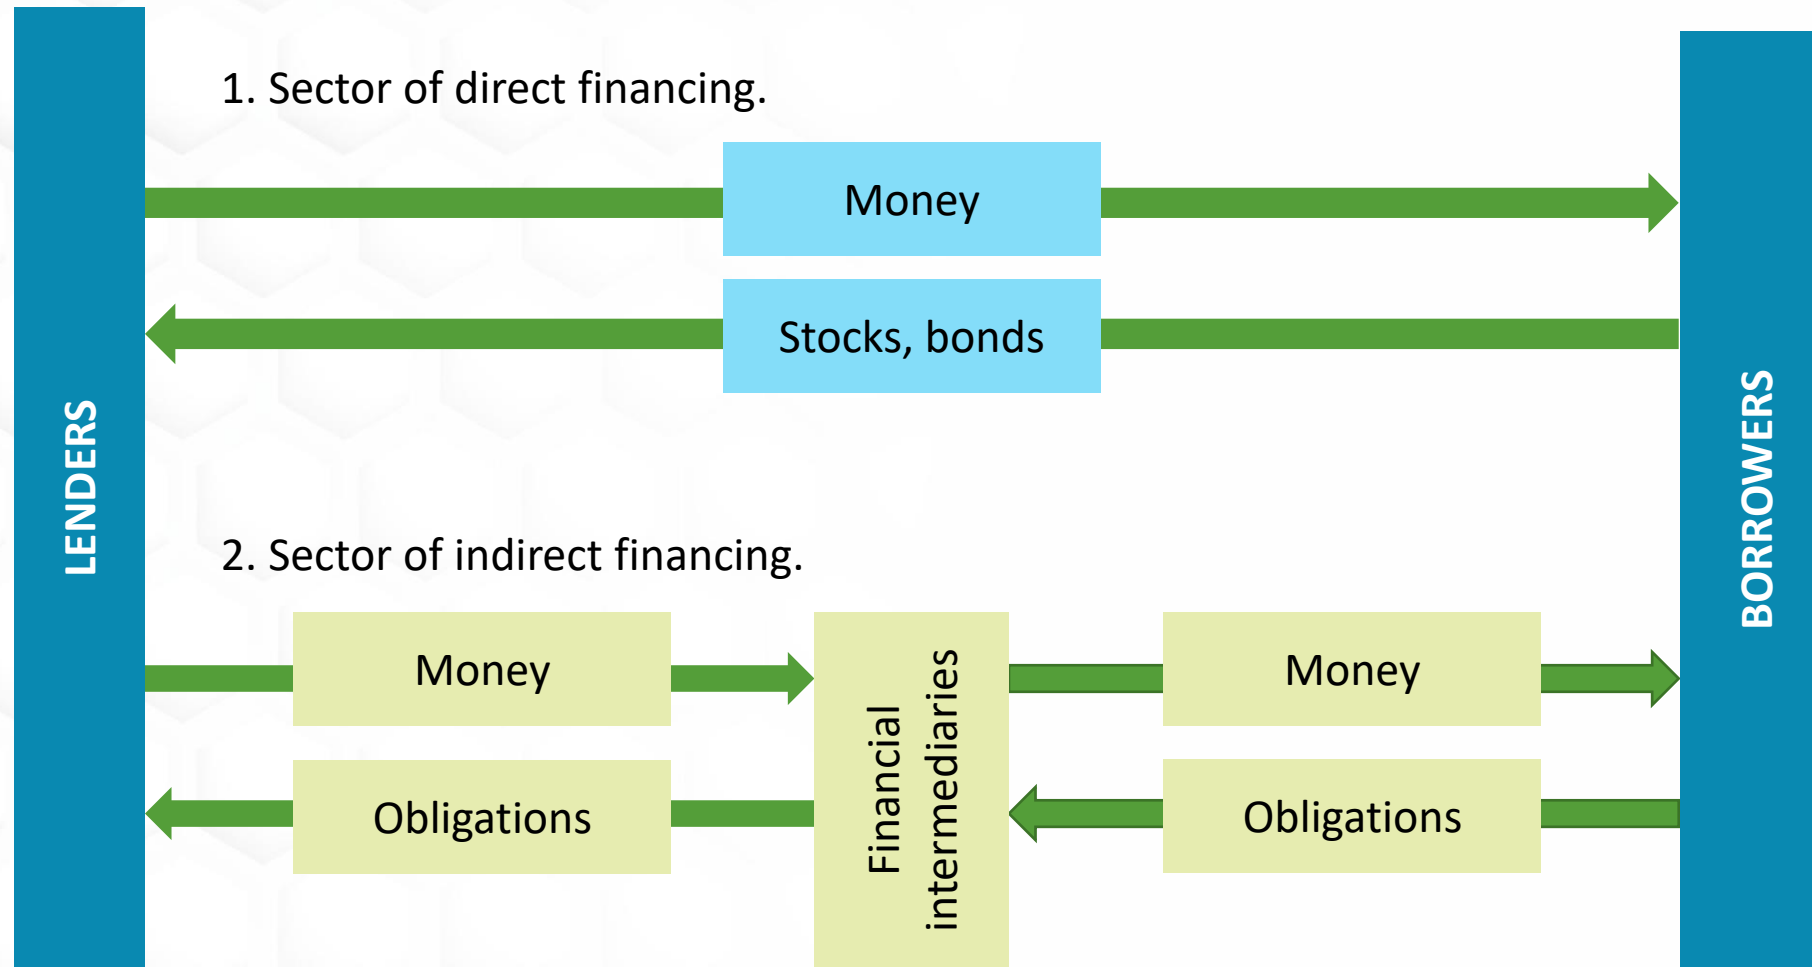 1. Sector of direct financing.
Money
Stocks, bonds
LENDERS
BORROWERS
2. Sector of indirect financing.
Money
Financial
intermediaries
Money
Obligations
Obligations